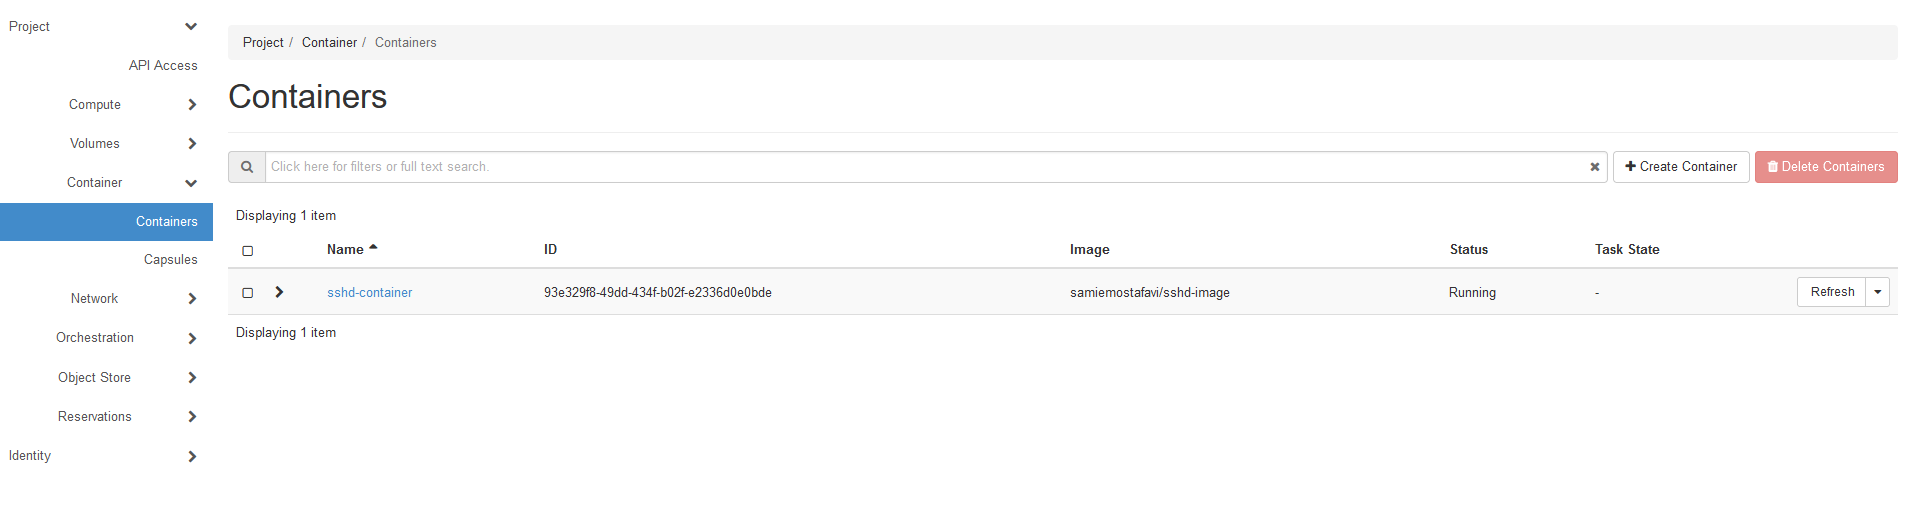 Project
API Access
Compute
Volumes
Container
Containers
Capsules
Network
Orchestration
Object Store
Reservations
Identity
Project / Container / Containers
Containers
Click here for filters or full text search.
Create Container
Delete Containers
Displaying 1 item
Name ID Image Status Task State
sshd-container 93e329f8-49dd-434f-b02f-e2336d0e0bde samiemostafavi/sshd-image Running - Refresh
Displaying 1 item